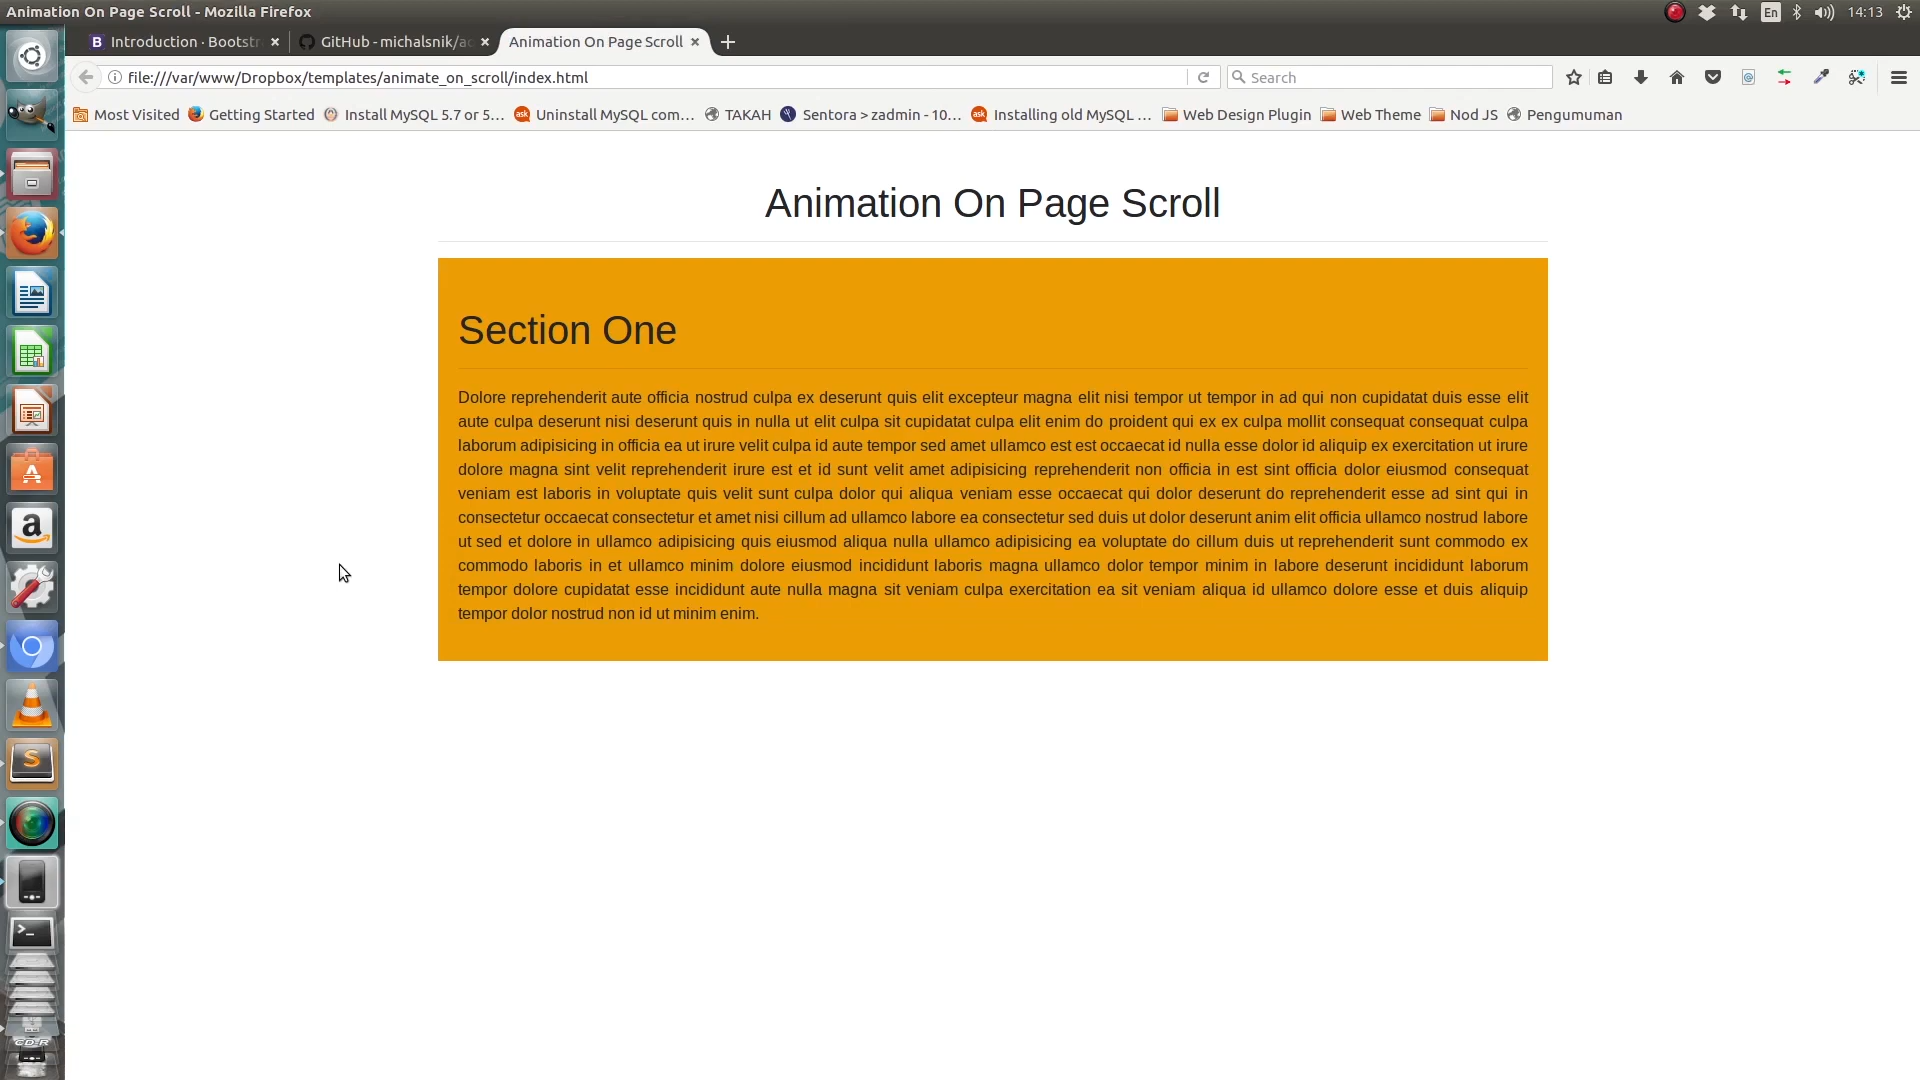 Animation On Page Scroll - Mozilla Firefox
En
14:13
B Introduction · Bootstr
GitHub - michalsnik/ao
Animation On Page Scroll
file:///var/www/Dropbox/templates/animate_on_scroll/index.html
Search
Most Visited
Getting Started
Install MySQL 5.7 or 5...
ask Uninstall MySQL com...
TAKAH
Sentora > zadmin - 10...
ask Installing old MySQL ...
Web Design Plugin
Web Theme
Nod JS
Pengumuman
Animation On Page Scroll
Section One
Dolore reprehenderit aute officia nostrud culpa ex deserunt quis elit excepteur magna elit nisi tempor ut tempor in ad qui non cupidatat duis esse elit
aute culpa deserunt nisi deserunt quis in nulla ut elit culpa sit cupidatat culpa elit enim do proident qui ex ex culpa mollit consequat consequat culpa
laborum adipisicing in officia ea ut irure velit culpa id aute tempor sed amet ullamco est est occaecat id nulla esse dolor id aliquip ex exercitation ut irure
dolore magna sint velit reprehenderit irure est et id sunt velit amet adipisicing reprehenderit non officia in est sint officia dolor eiusmod consequat
veniam est laboris in voluptate quis velit sunt culpa dolor qui aliqua veniam esse occaecat qui dolor deserunt do reprehenderit esse ad sint qui in
consectetur occaecat consectetur et amet nisi cillum ad ullamco labore ea consectetur sed duis ut dolor deserunt anim elit officia ullamco nostrud labore
ut sed et dolore in ullamco adipisicing quis eiusmod aliqua nulla ullamco adipisicing ea voluptate do cillum duis ut reprehenderit sunt commodo ex
commodo laboris in et ullamco minim dolore eiusmod incididunt laboris magna ullamco dolor tempor minim in labore deserunt incididunt laborum
tempor dolore cupidatat esse incididunt aute nulla magna sit veniam culpa exercitation ea sit veniam aliqua id ullamco dolore esse et duis aliquip
tempor dolor nostrud non id ut minim enim.
CD-R